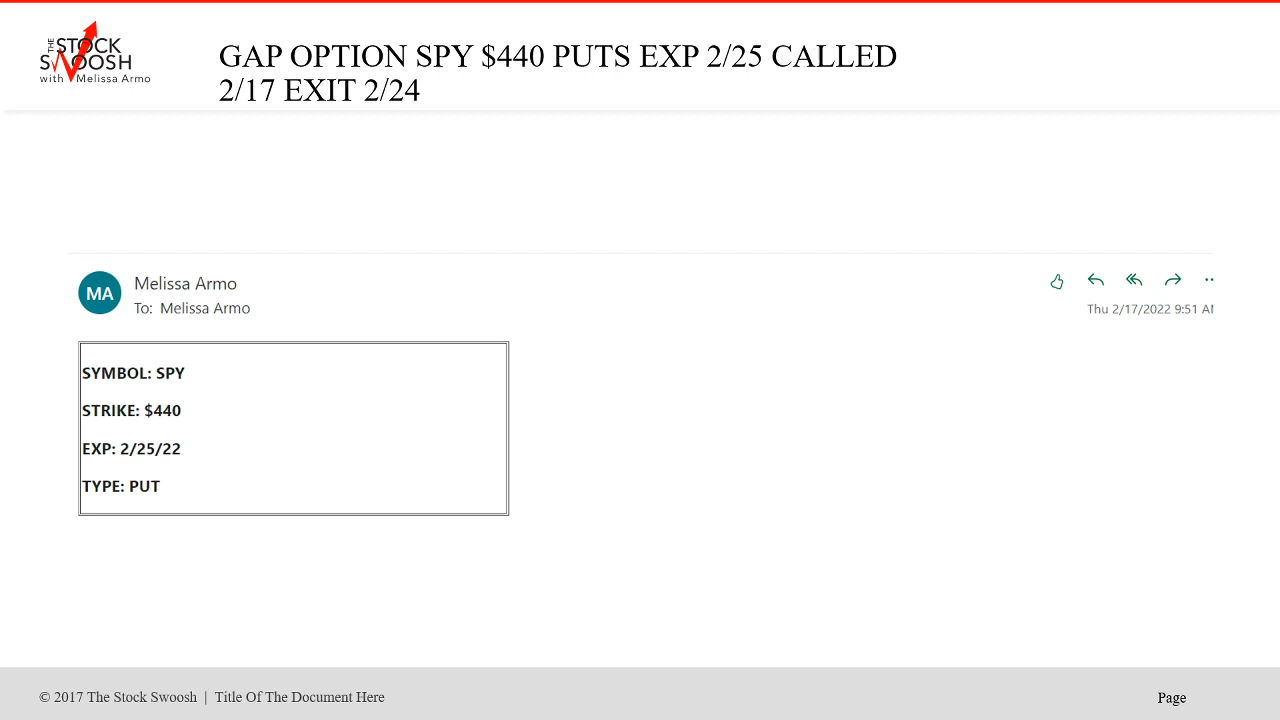 THE STOCK
SWOOSH
with Melissa Armo
GAP OPTION SPY $440 PUTS EXP 2/25 CALLED
2/17 EXIT 2/24
MA
Melissa Armo
To: Melissa Armo
Thu 2/17/2022 9:51 AM
SYMBOL: SPY
STRIKE: $440
EXP: 2/25/22
TYPE: PUT
© 2017 The Stock Swoosh | Title Of The Document Here
Page